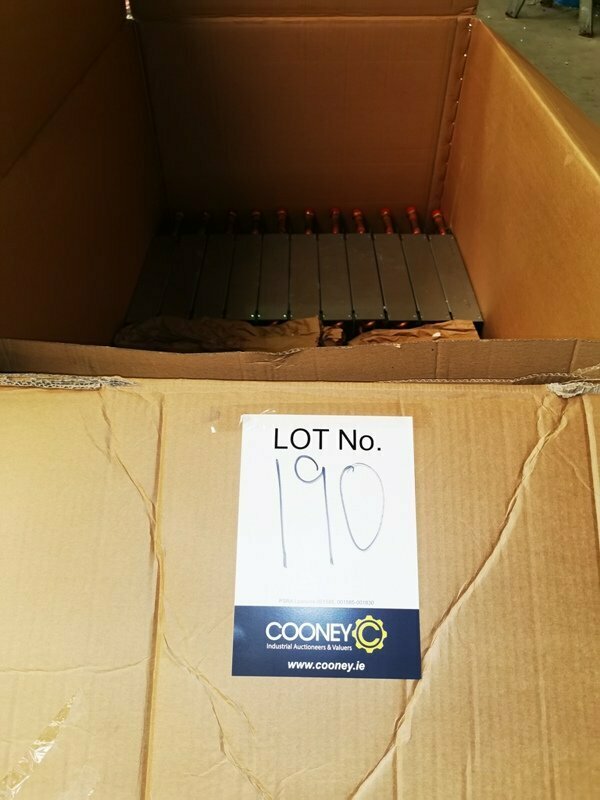 LOT No.
190
COONEY
Industrial Auctioneers & Valuers
www.cooney.ie